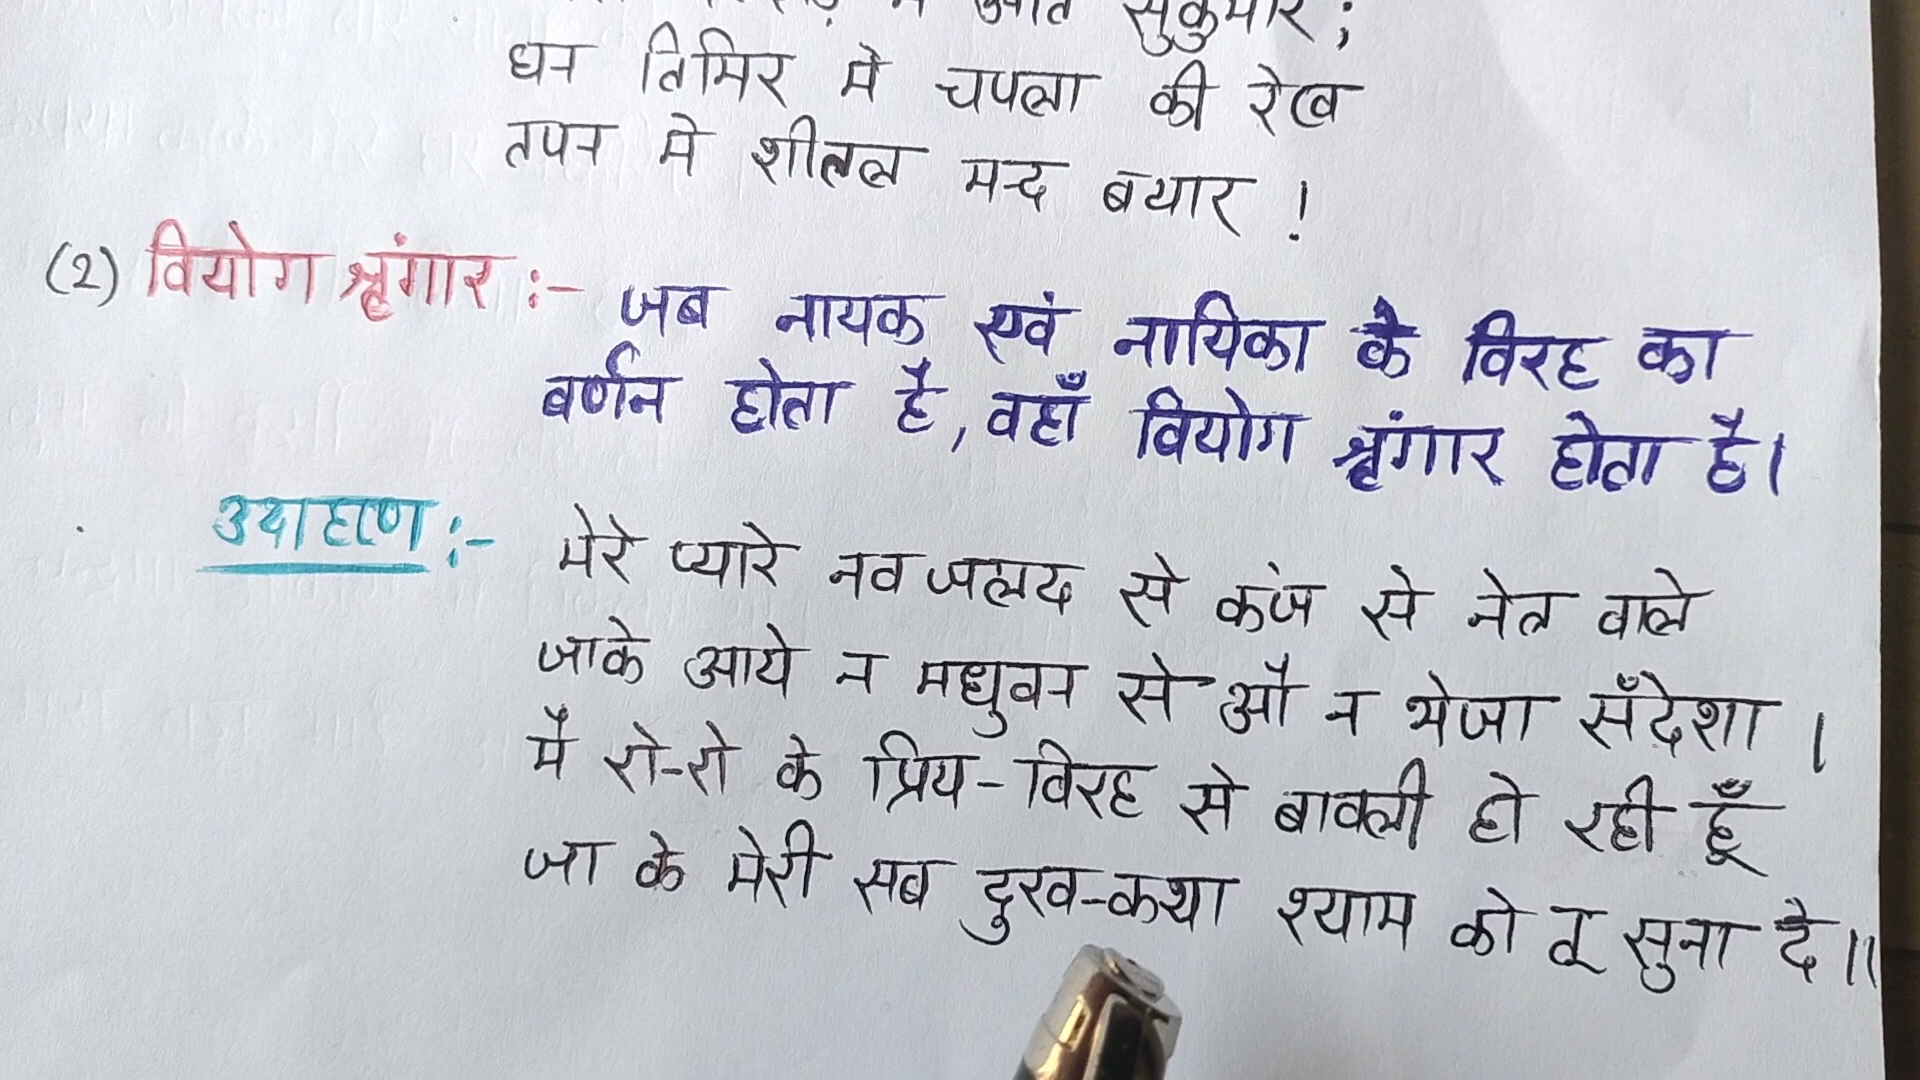 में अति सुकुमार;
घन तिमिर मे चपला की रेख
तपन मे शीतल मन्द बयार !
(2) वियोग श्रृंगार :- जब नायक एवं नायिका के विरह का
वर्णन होता है, वहाँ वियोग श्रृंगार होता है।
उदाहरण :- मेरे प्यारे नव जलद से कंज से नेत्र वाले
जाके आये न मधुवन से औ न भेजा सँदेशा ।
मै रो-रो के प्रिय-विरह से बावली हो रही हूँ
जा के मेरी सब दुख-कथा श्याम को तू सुना दे ॥